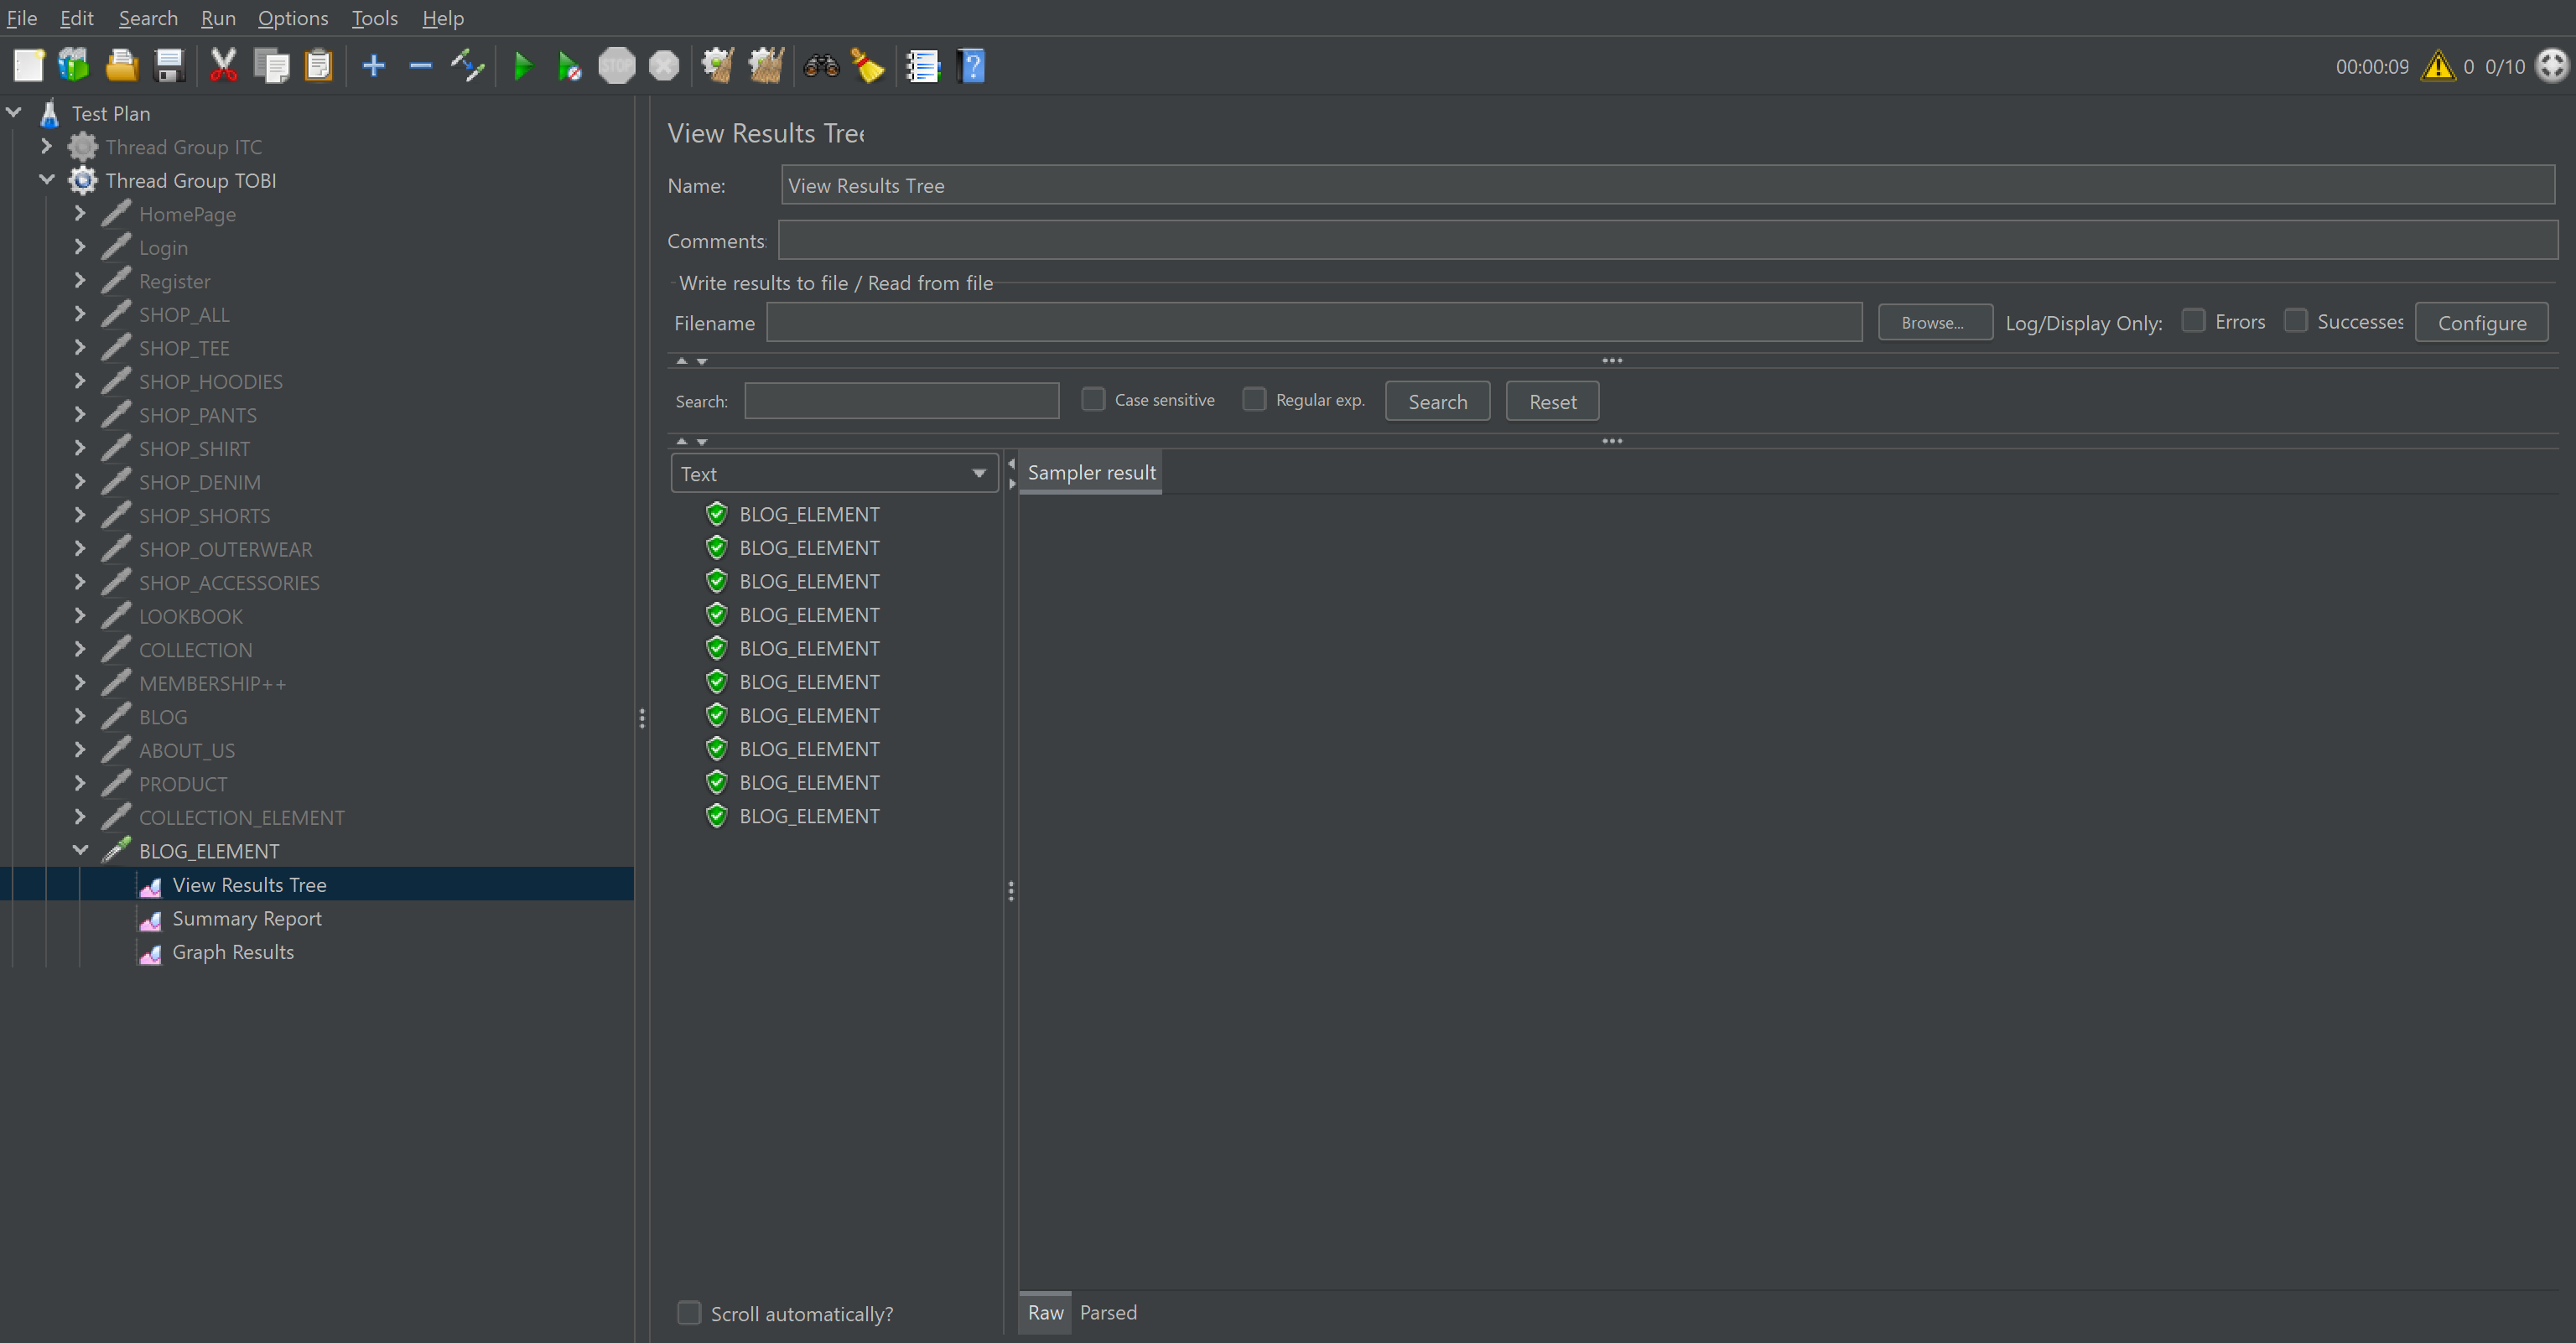 File Edit Search Run Options Tools Help
STOP
00:00:09 0 0/10
Test Plan
Thread Group ITC
Thread Group TOBI
HomePage
Login
Register
SHOP_ALL
SHOP_TEE
SHOP_HOODIES
SHOP_PANTS
SHOP_SHIRT
SHOP_DENIM
SHOP_SHORTS
SHOP_OUTERWEAR
SHOP_ACCESSORIES
LOOKBOOK
COLLECTION
MEMBERSHIP++
BLOG
ABOUT_US
PRODUCT
COLLECTION_ELEMENT
BLOG_ELEMENT
View Results Tree
Summary Report
Graph Results
View Results Tree
Name: View Results Tree
Comments:
Write results to file / Read from file
Filename Browse... Log/Display Only: Errors Successes Configure
Search: Case sensitive Regular exp. Search Reset
Text
Sampler result
BLOG_ELEMENT
BLOG_ELEMENT
BLOG_ELEMENT
BLOG_ELEMENT
BLOG_ELEMENT
BLOG_ELEMENT
BLOG_ELEMENT
BLOG_ELEMENT
BLOG_ELEMENT
BLOG_ELEMENT
Scroll automatically?
Raw Parsed